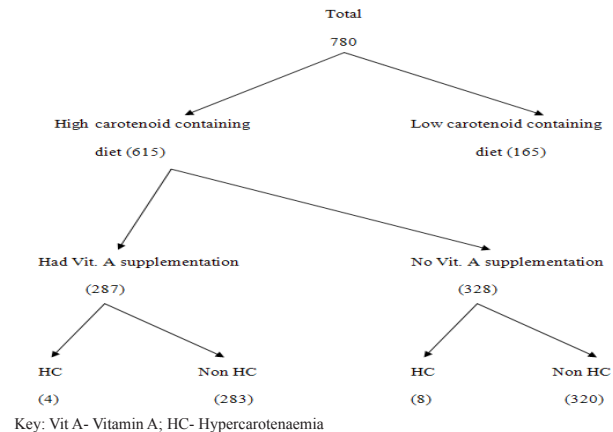 Total
780
High carotenoid containing
diet (615)
Low carotenoid containing
diet (165)
Had Vit. A supplementation
(287)
No Vit. A supplementation
(328)
HC
(4)
Non HC
(283)
HC
(8)
Non HC
(320)
Key: Vit A- Vitamin A; HC- Hypercarotenaemia